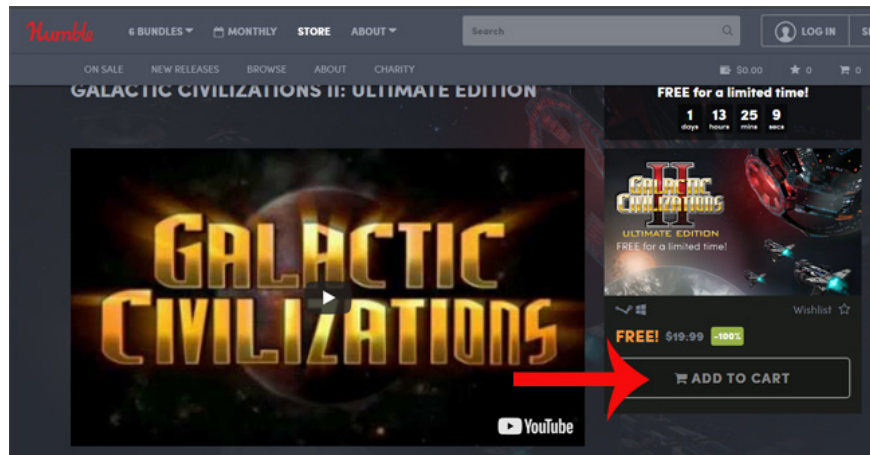 Humble
6 BUNDLES
MONTHLY
STORE
ABOUT
Search
LOG IN
ON SALE
NEW RELEASES
BROWSE
ABOUT
CHARITY
$0.00
0
0
GALACTIC CIVILIZATIONS II: ULTIMATE EDITION
FREE for a limited time!
1 13 25 9
days hours mins secs
GALACTIC
CIVILIZATIONS
YouTube
GALACTIC
CIVILIZATIONS
II
ULTIMATE EDITION
FREE for a limited time!
Wishlist
FREE! $19.99 -100%
ADD TO CART